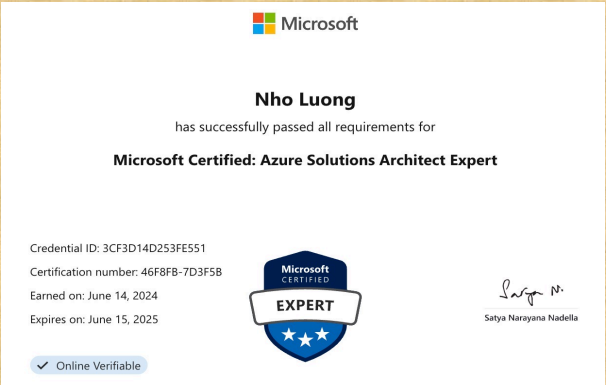 Microsoft
Nho Luong
has successfully passed all requirements for
Microsoft Certified: Azure Solutions Architect Expert
Credential ID: 3CF3D14D253FE551
Certification number: 46F8FB-7D3F5B
Earned on: June 14, 2024
Expires on: June 15, 2025
Online Verifiable
Microsoft
CERTIFIED
EXPERT
Satya N.
Satya Narayana Nadella